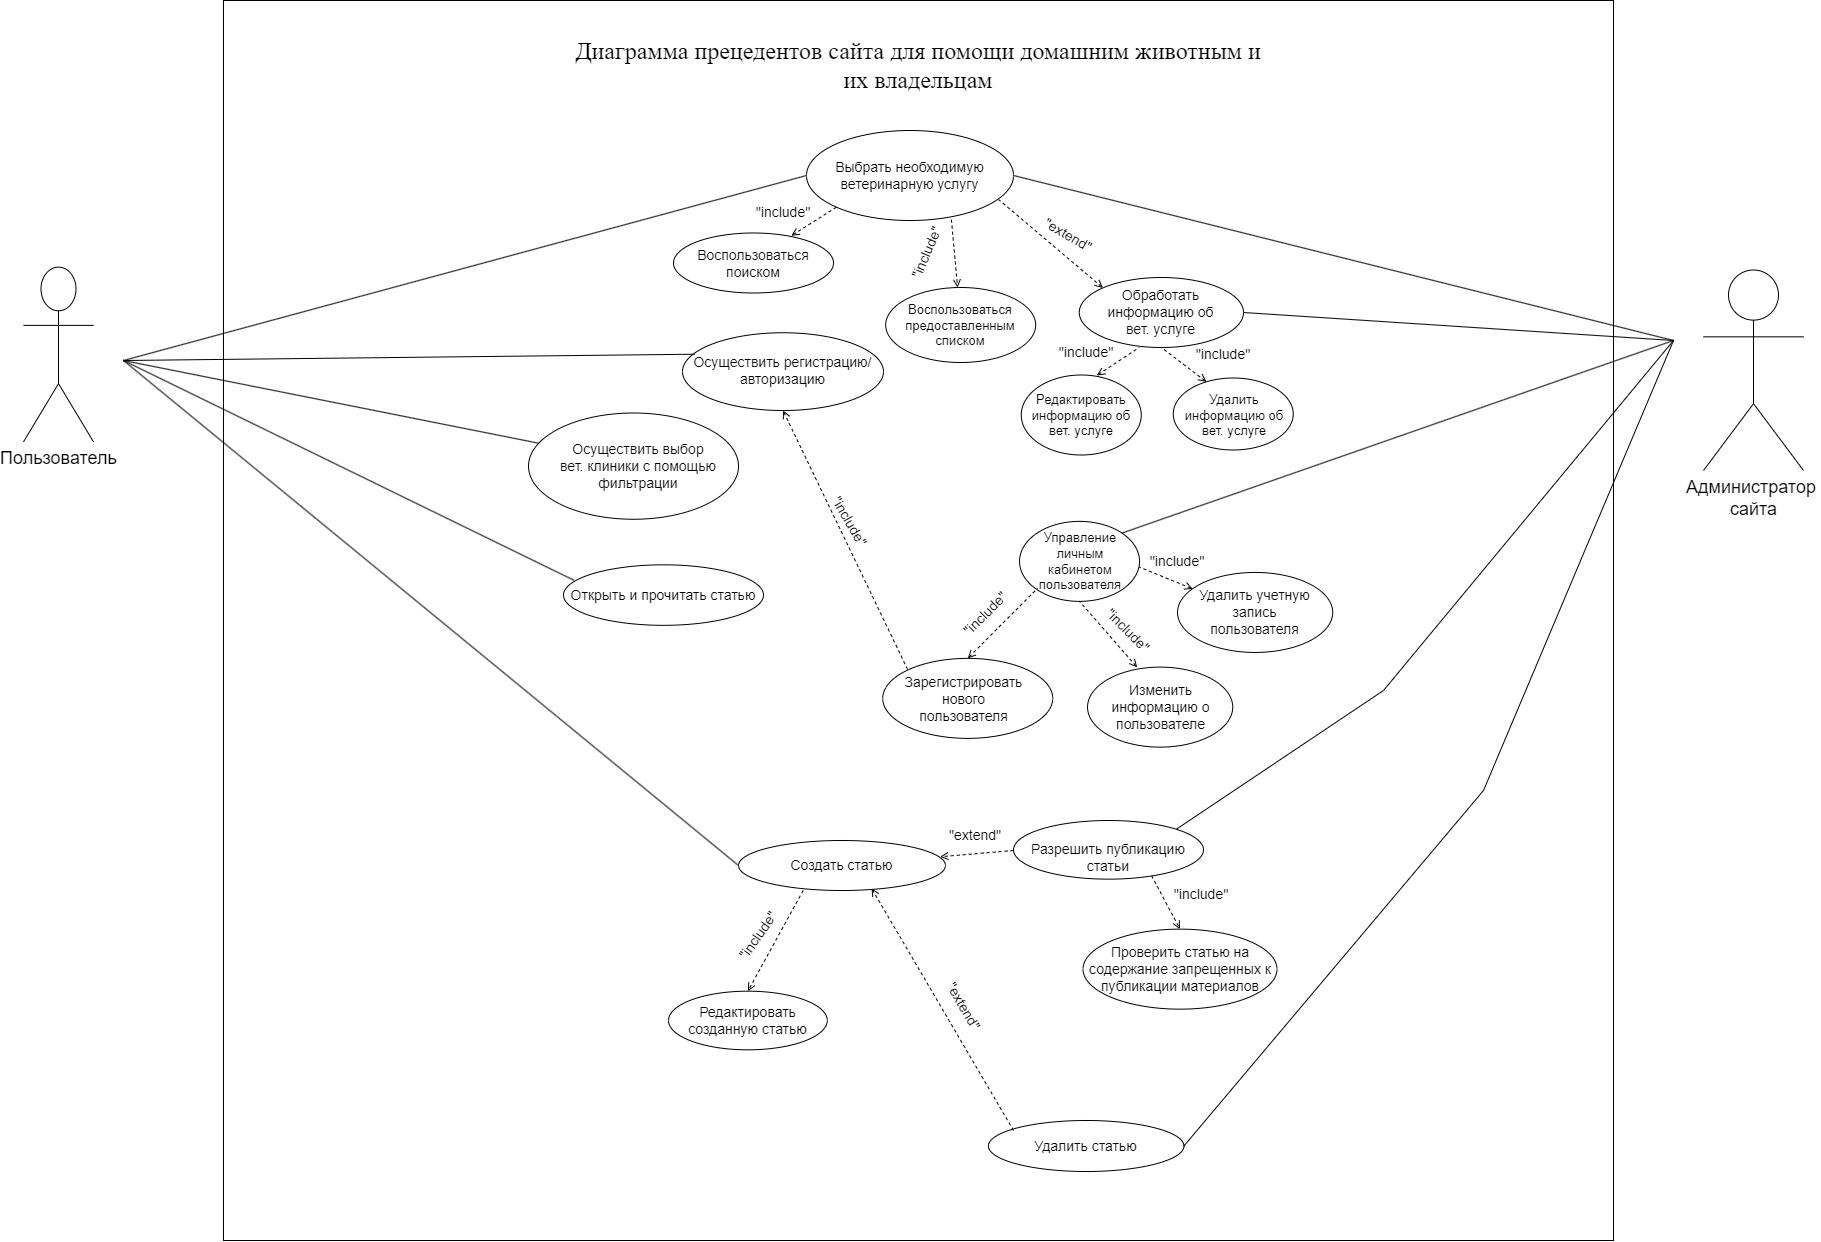 Диаграмма прецедентов сайта для помощи домашним животным и
их владельцам
Выбрать необходимую
ветеринарную услугу
"include"
"include"
"extend"
Воспользоваться
поиском
Воспользоваться
предоставленным
списком
Обработать
информацию об
вет. услуге
"include"
"include"
Редактировать
информацию об
вет. услуге
Удалить
информацию об
вет. услуге
Осуществить регистрацию/
авторизацию
Пользователь
Администратор
сайта
Осуществить выбор
вет. клиники с помощью
фильтрации
"include"
Открыть и прочитать статью
Управление
личным
кабинетом
пользователя
"include"
"include"
"include"
Удалить учетную
запись
пользователя
Зарегистрировать
нового
пользователя
Изменить
информацию о
пользователе
Создать статью
"extend"
Разрешить публикацию
статьи
"include"
"include"
Проверить статью на
содержание запрещенных к
публикации материалов
Редактировать
созданную статью
"extend"
Удалить статью